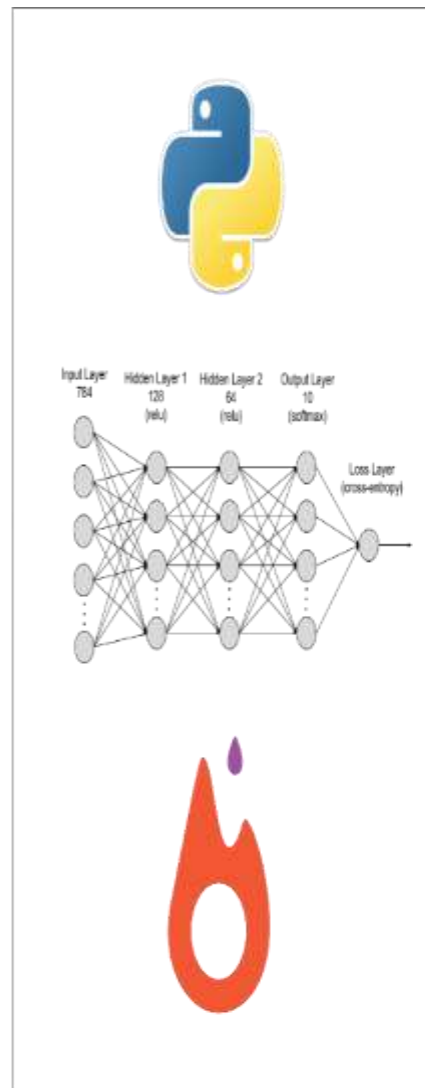 Input Layer
784
Hidden Layer 1
128
(relu)
Hidden Layer 2
64
(relu)
Output Layer
10
(softmax)
Loss Layer
(cross-entropy)